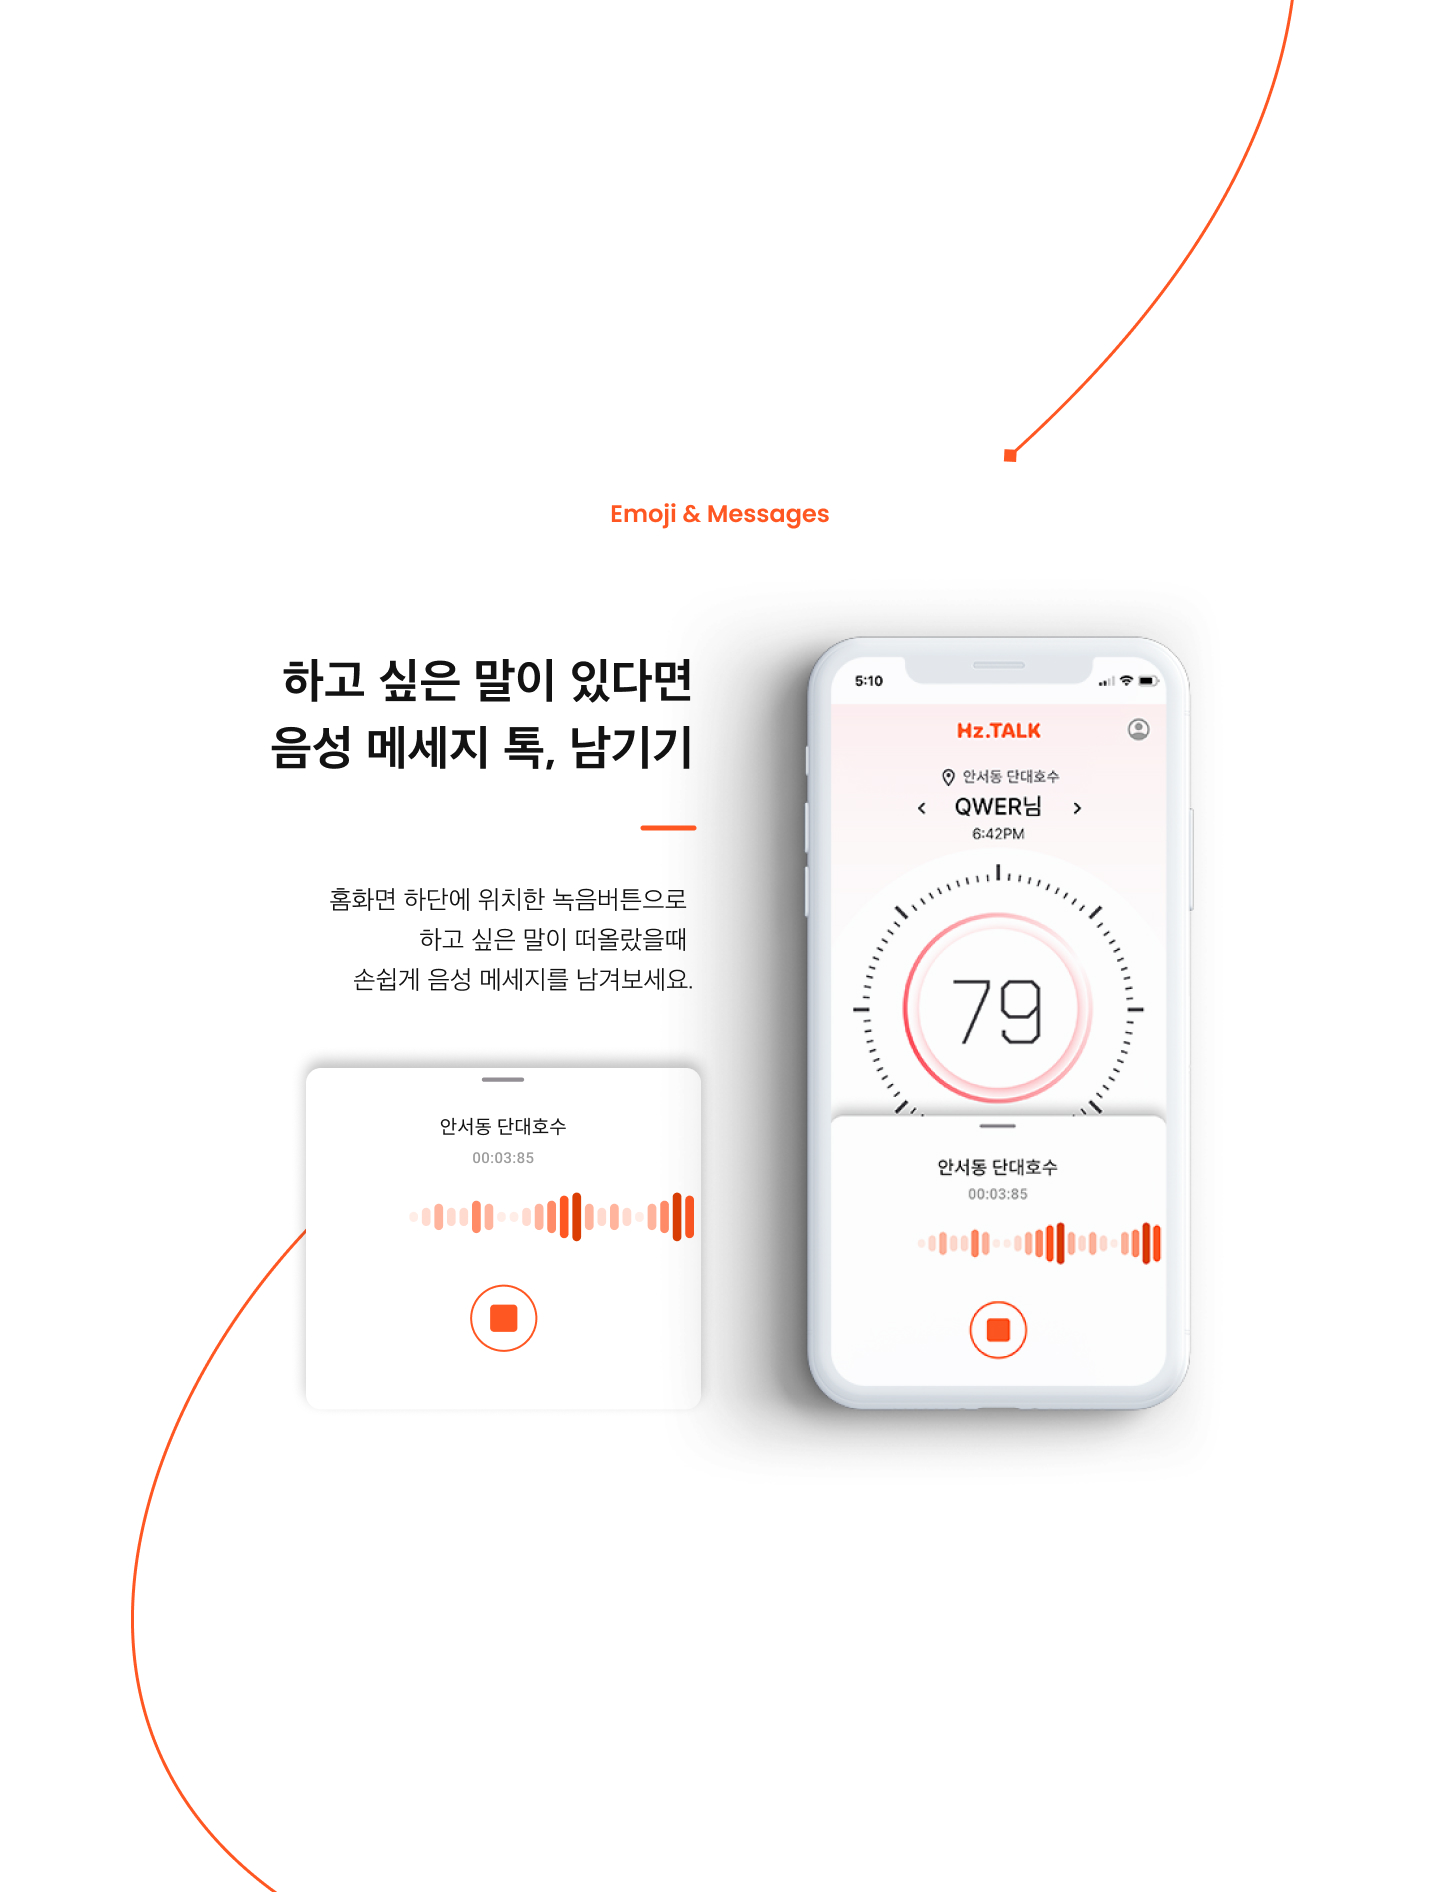 Emoji & Messages
하고 싶은 말이 있다면
음성 메세지 톡, 남기기
홈화면 하단에 위치한 녹음버튼으로
하고 싶은 말이 떠올랐을때
손쉽게 음성 메세지를 남겨보세요.
안서동 단대호수
00:03:85
5:10
Hz.TALK
안서동 단대호수
QWER님
6:42PM
79
안서동 단대호수
00:03:85